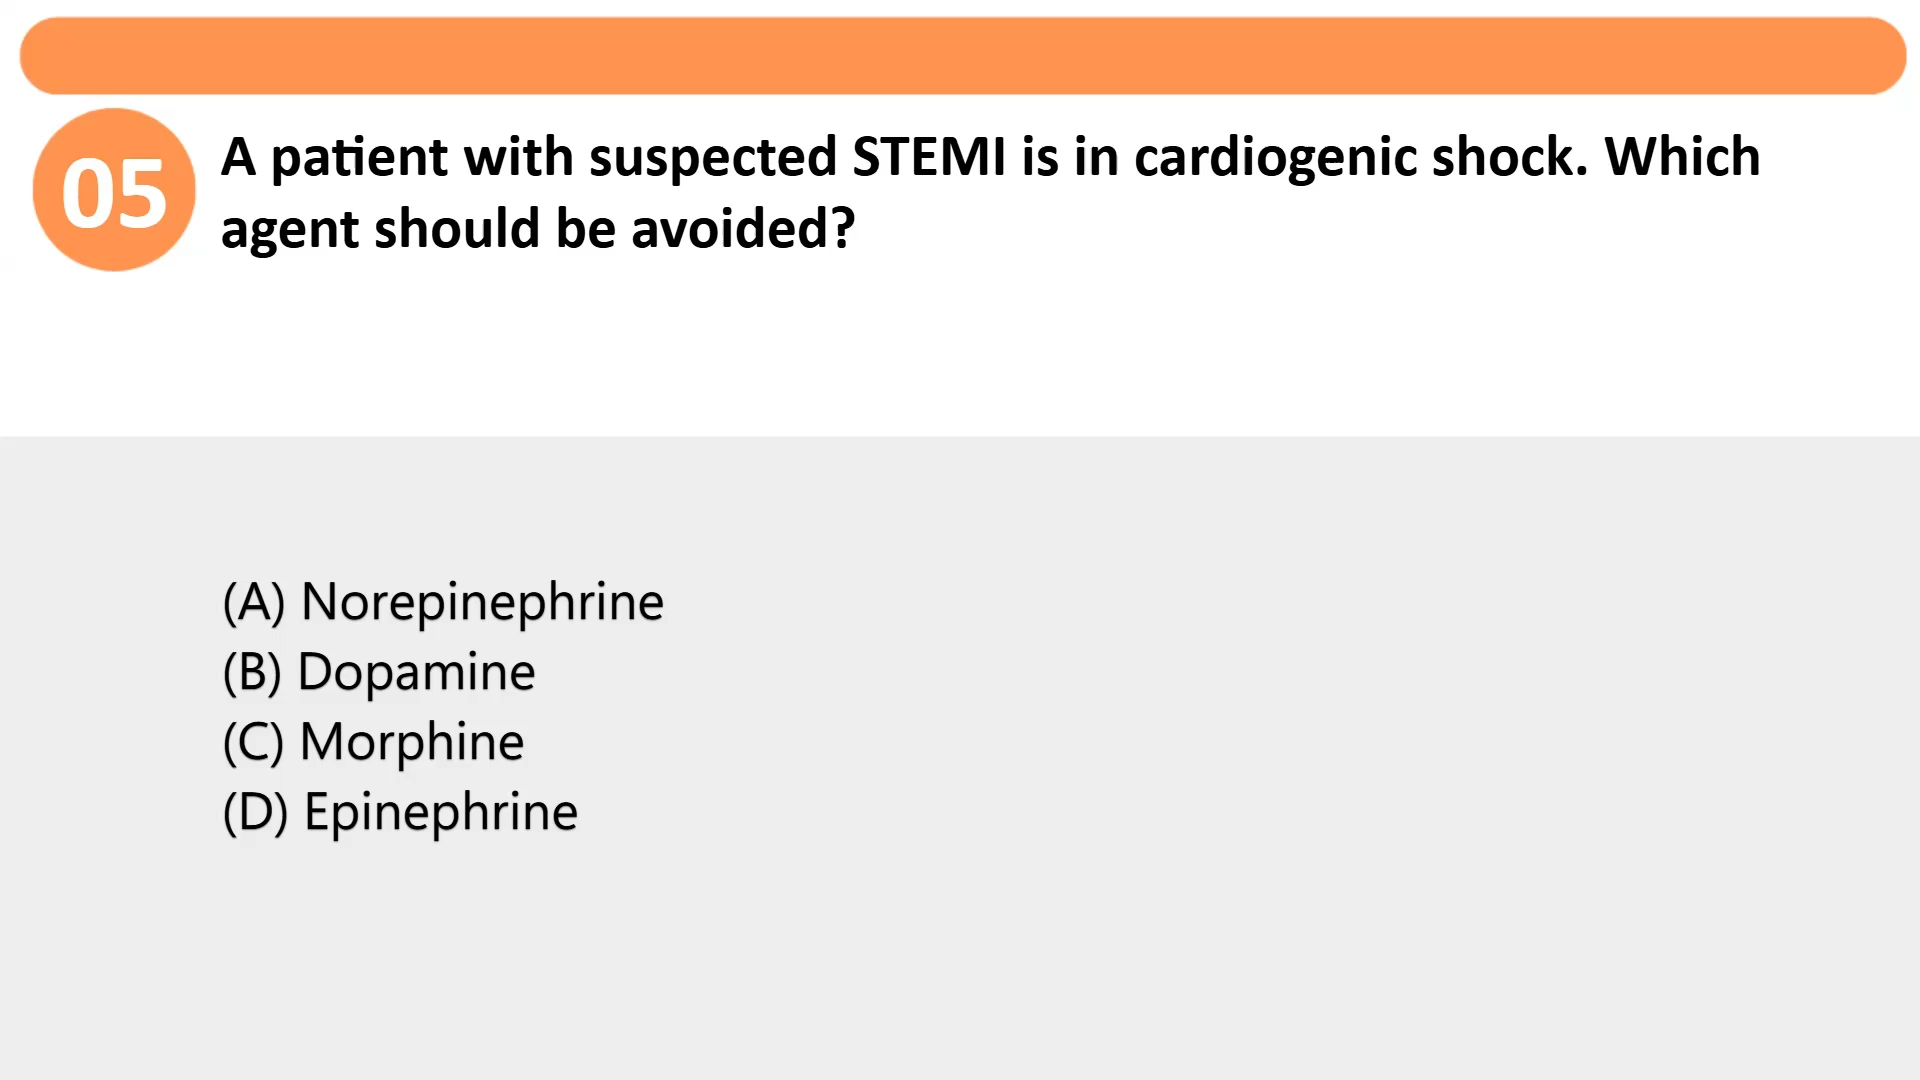 05
A patient with suspected STEMI is in cardiogenic shock. Which
agent should be avoided?
(A) Norepinephrine
(B) Dopamine
(C) Morphine
(D) Epinephrine